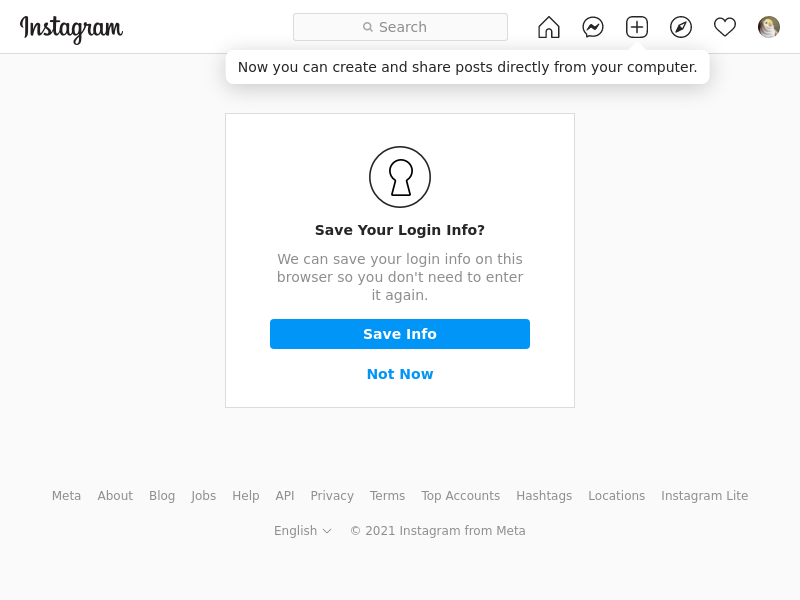 Instagram
Search
Now you can create and share posts directly from your computer.
Save Your Login Info?
We can save your login info on this
browser so you don't need to enter
it again.
Save Info
Not Now
Meta About Blog Jobs Help API Privacy Terms Top Accounts Hashtags Locations Instagram Lite
English © 2021 Instagram from Meta